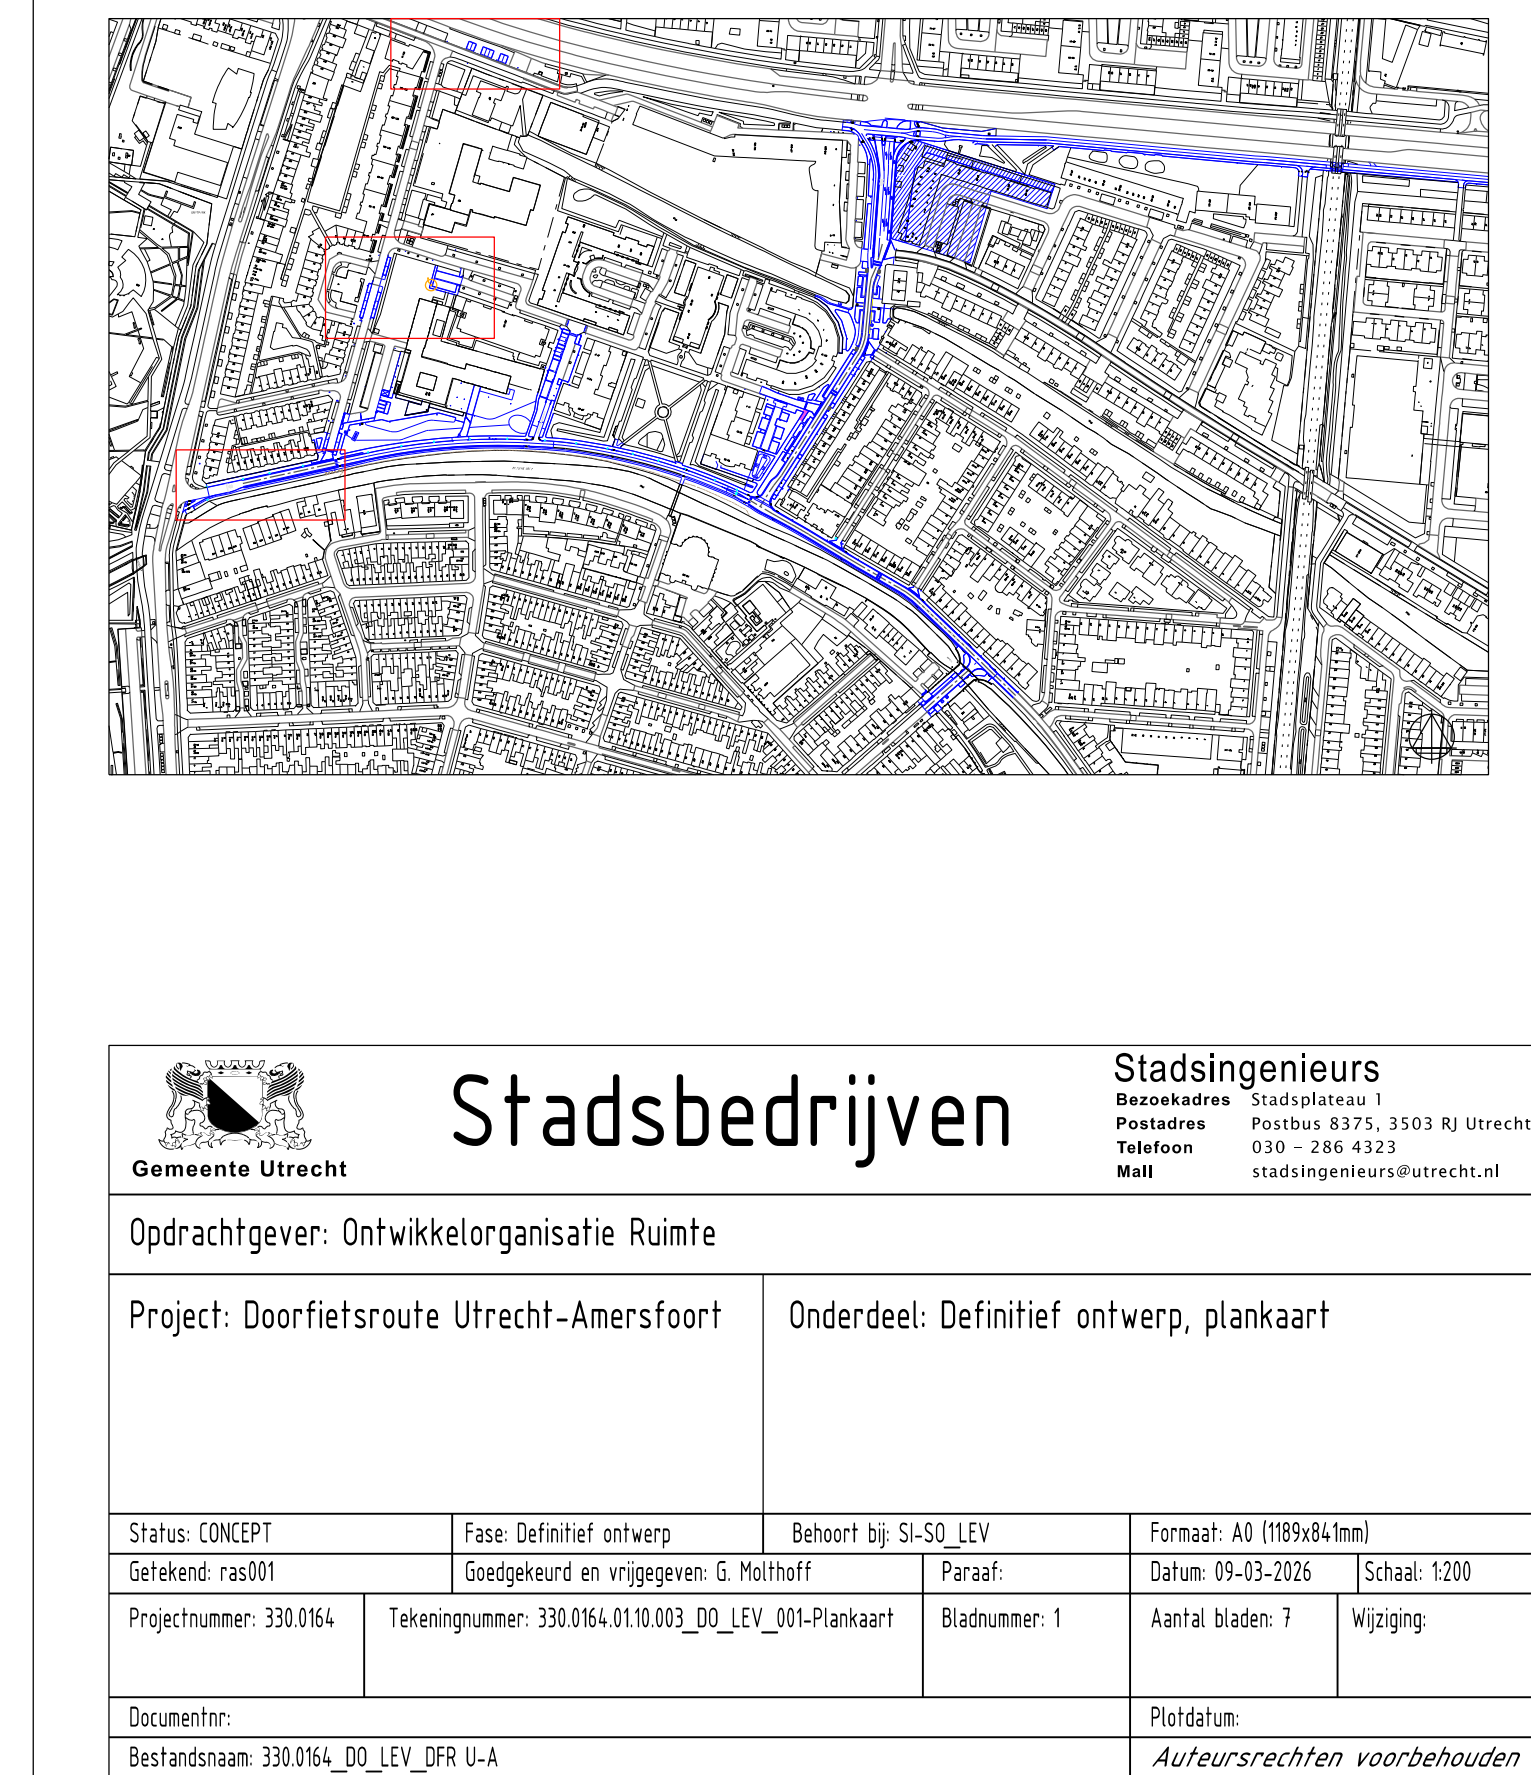 Gemeente Utrecht
Stadsbedrijven
Stadsingenieurs
Bezoekadres Stadsplateau 1
Postadres Postbus 8375, 3503 RJ Utrecht
Telefoon 030 – 286 4323
Mail stadsingenieurs@utrecht.nl
Opdrachtgever: Ontwikkelorganisatie Ruimte
Project: Doorfietsroute Utrecht-Amersfoort
Onderdeel: Definitief ontwerp, plankaart
Status: CONCEPT
Fase: Definitief ontwerp
Behoort bij: SI-SO_LEV
Formaat: A0 (1189x841mm)
Getekend: ras001
Goedgekeurd en vrijgegeven: G. Molthoff
Paraaf:
Datum: 09-03-2026
Schaal: 1:200
Projectnummer: 330.0164
Tekeningnummer: 330.0164.01.10.003_DO_LEV_001-Plankaart
Bladnummer: 1
Aantal bladen: 7
Wijziging:
Documentnr:
Plotdatum:
Bestandsnaam: 330.0164_DO_LEV_DFR U-A
Auteursrechten voorbehouden